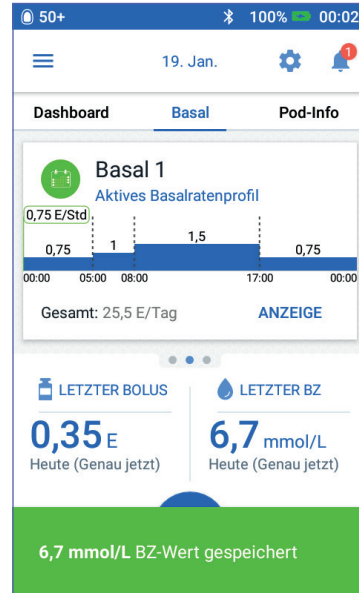 50+ 100% 00:02
19. Jan. 1
Dashboard Basal Pod-Info
Basal 1
Aktives Basalratenprofil
0,75 E/Std
0,75 1 1,5 0,75
00:00 05:00 08:00 17:00 00:00
Gesamt: 25,5 E/Tag ANZEIGE
LETZTER BOLUS LETZTER BZ
0,35 E 6,7 mmol/L
Heute (Genau jetzt) Heute (Genau jetzt)
6,7 mmol/L BZ-Wert gespeichert